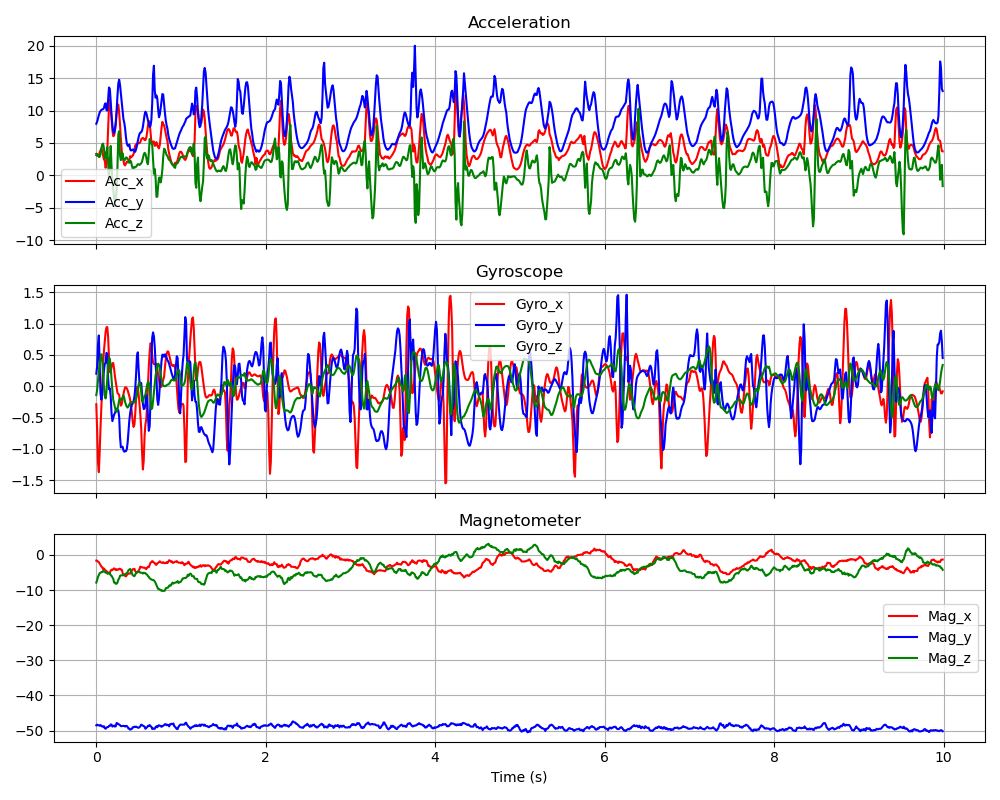 Acceleration
20
15
10
5
0
−5
−10
Acc_x
Acc_y
Acc_z
Gyroscope
1.5
1.0
0.5
0.0
−0.5
−1.0
−1.5
Gyro_x
Gyro_y
Gyro_z
Magnetometer
0
−10
−20
−30
−40
−50
Mag_x
Mag_y
Mag_z
0 2 4 6 8 10
Time (s)